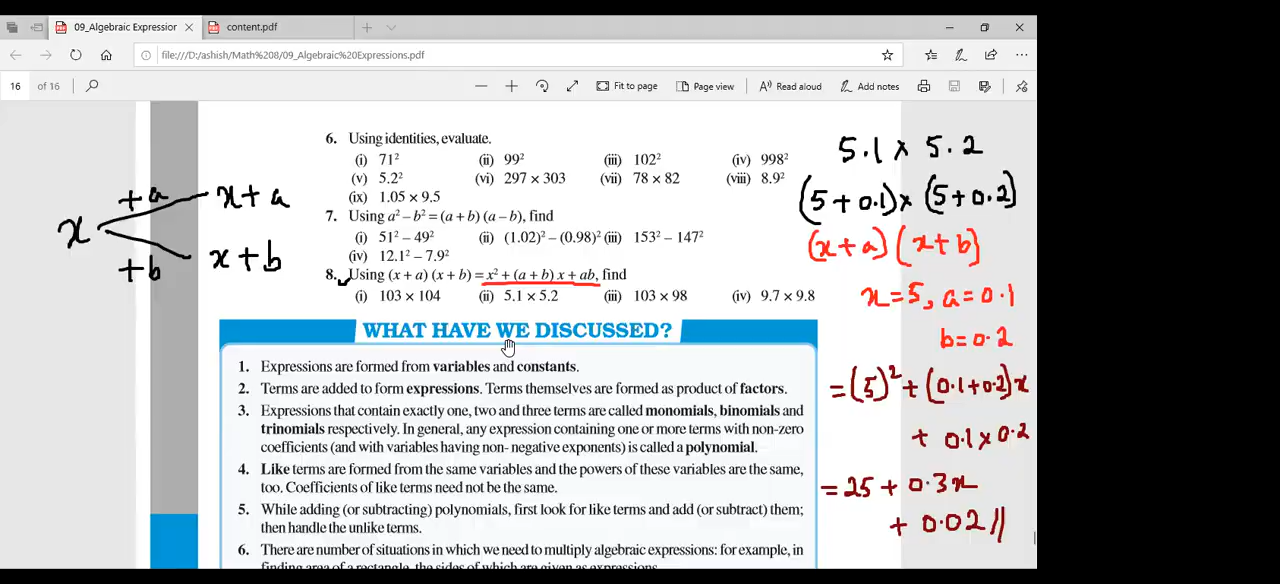 09_Algebraic Expression
content.pdf
file:///D:/ashish/Math%208/09_Algebraic%20Expressions.pdf
16 of 16
Fit to page
Page view
Read aloud
Add notes
6. Using identities, evaluate.
(i) 71² (ii) 99² (iii) 102² (iv) 998²
(v) 5.2² (vi) 297 × 303 (vii) 78 × 82 (viii) 8.9²
(ix) 1.05 × 9.5
7. Using a² – b² = (a + b) (a – b), find
(i) 51² – 49² (ii) (1.02)² – (0.98)² (iii) 153² – 147²
(iv) 12.1² – 7.9²
8. Using (x + a) (x + b) = x² + (a + b) x + ab, find
(i) 103 × 104 (ii) 5.1 × 5.2 (iii) 103 × 98 (iv) 9.7 × 9.8
WHAT HAVE WE DISCUSSED?
1. Expressions are formed from variables and constants.
2. Terms are added to form expressions. Terms themselves are formed as product of factors.
3. Expressions that contain exactly one, two and three terms are called monomials, binomials and
trinomials respectively. In general, any expression containing one or more terms with non-zero
coefficients (and with variables having non- negative exponents) is called a polynomial.
4. Like terms are formed from the same variables and the powers of these variables are the same,
too. Coefficients of like terms need not be the same.
5. While adding (or subtracting) polynomials, first look for like terms and add (or subtract) them;
then handle the unlike terms.
6. There are number of situations in which we need to multiply algebraic expressions: for example, in
finding area of a rectangle, the sides of which are given as expressions.
+a
x + a
x
x + b
+b
5.1 × 5.2
(5 + 0.1) × (5 + 0.2)
(x + a) (x + b)
x = 5, a = 0.1
b = 0.2
= (5)² + (0.1 + 0.2) x
+ 0.1 × 0.2
= 25 + 0.3x
+ 0.02 //